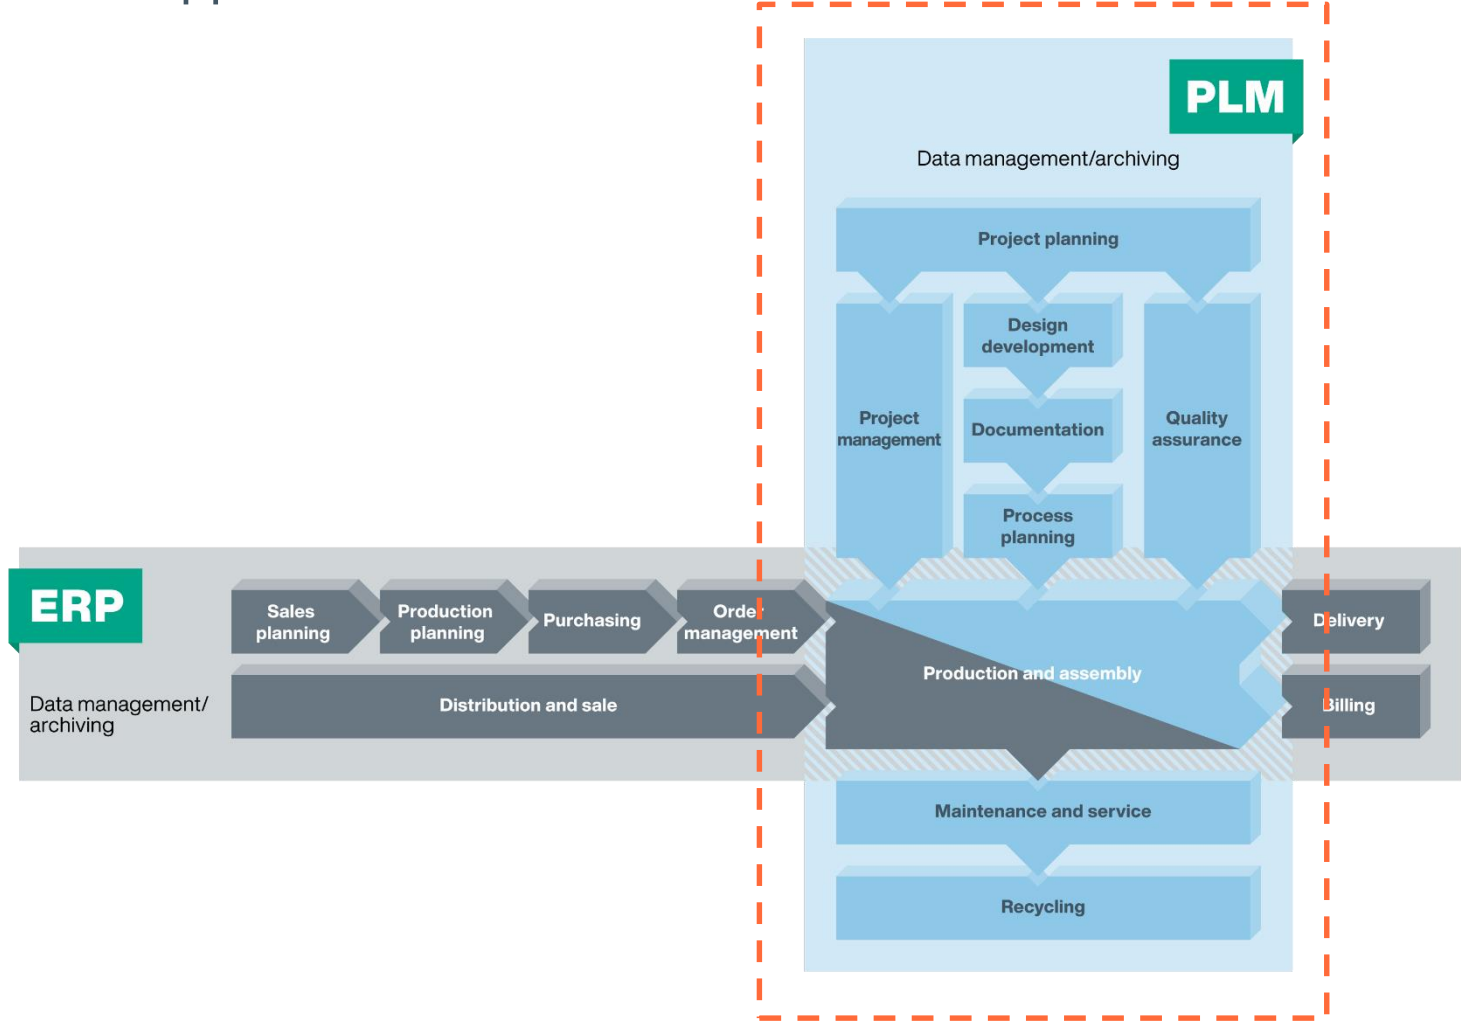 PLM
Data management/archiving
Project planning
Design
development
Project
management
Documentation
Quality
assurance
Process
planning
ERP
Sales
planning
Production
planning
Purchasing
Order
management
Delivery
Production and assembly
Data management/
archiving
Distribution and sale
Billing
Maintenance and service
Recycling